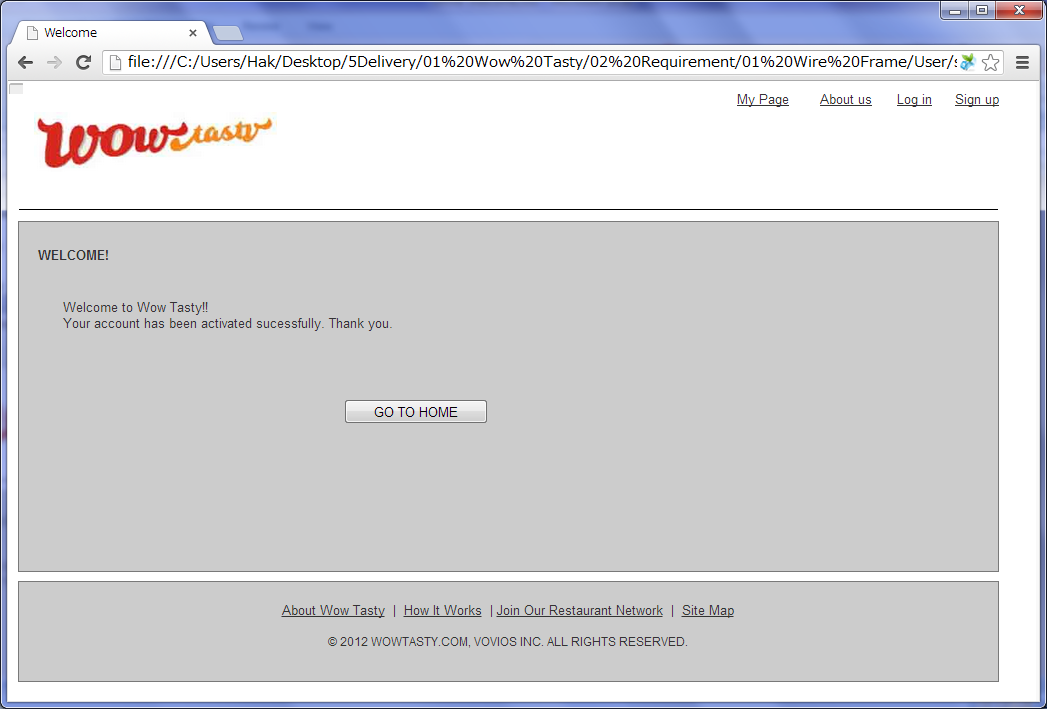 Welcome
file:///C:/Users/Hak/Desktop/5Delivery/01%20Wow%20Tasty/02%20Requirement/01%20Wire%20Frame/User/s
My Page About us Log in Sign up
wow tasty
WELCOME!
Welcome to Wow Tasty!!
Your account has been activated sucessfully. Thank you.
GO TO HOME
About Wow Tasty | How It Works | Join Our Restaurant Network | Site Map
© 2012 WOWTASTY.COM, VOVIOS INC. ALL RIGHTS RESERVED.